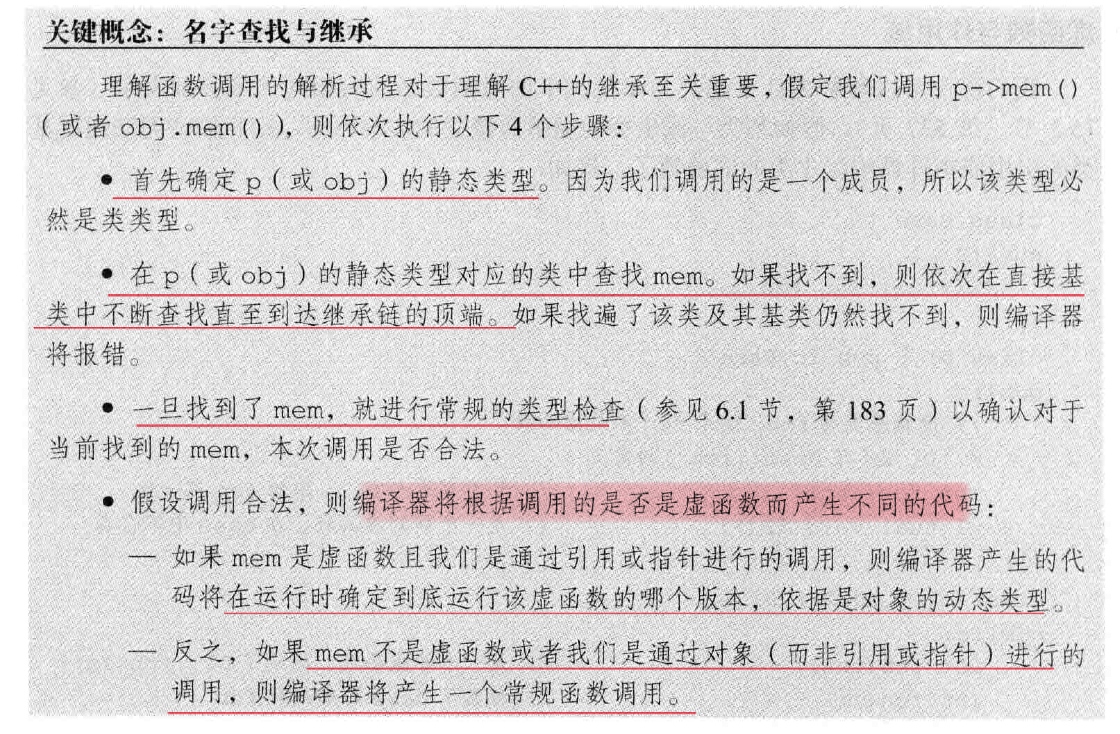 关键概念：名字查找与继承
理解函数调用的解析过程对于理解 C++的继承至关重要，假定我们调用 p->mem()
（或者 obj.mem()），则依次执行以下 4 个步骤：
● 首先确定 p（或 obj）的静态类型。因为我们调用的是一个成员，所以该类型必
然是类类型。
● 在 p（或 obj）的静态类型对应的类中查找 mem。如果找不到，则依次在直接基
类中不断查找直至到达继承链的顶端。如果找遍了该类及其基类仍然找不到，则编译器
将报错。
● 一旦找到了 mem，就进行常规的类型检查（参见 6.1 节，第 183 页）以确认对于
当前找到的 mem，本次调用是否合法。
● 假设调用合法，则编译器将根据调用的是否是虚函数而产生不同的代码：
— 如果 mem 是虚函数且我们是通过引用或指针进行的调用，则编译器产生的代
码将在运行时确定到底运行该虚函数的哪个版本，依据是对象的动态类型。
— 反之，如果 mem 不是虚函数或者我们是通过对象（而非引用或指针）进行的
调用，则编译器将产生一个常规函数调用。